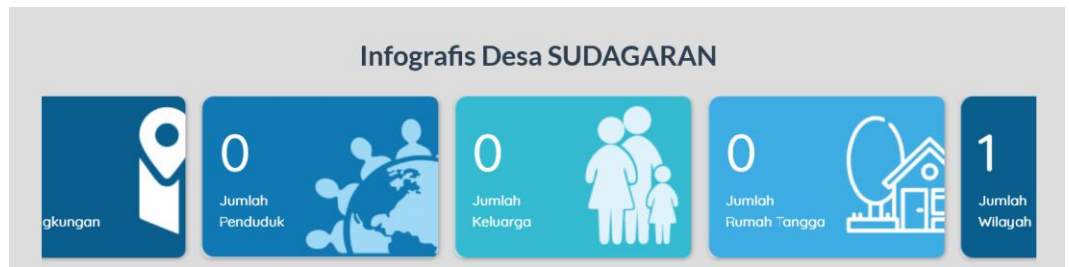 Infografis Desa SUDAGARAN
gkungan
0
Jumlah
Penduduk
0
Jumlah
Keluarga
0
Jumlah
Rumah Tangga
1
Jumlah
Wilayah